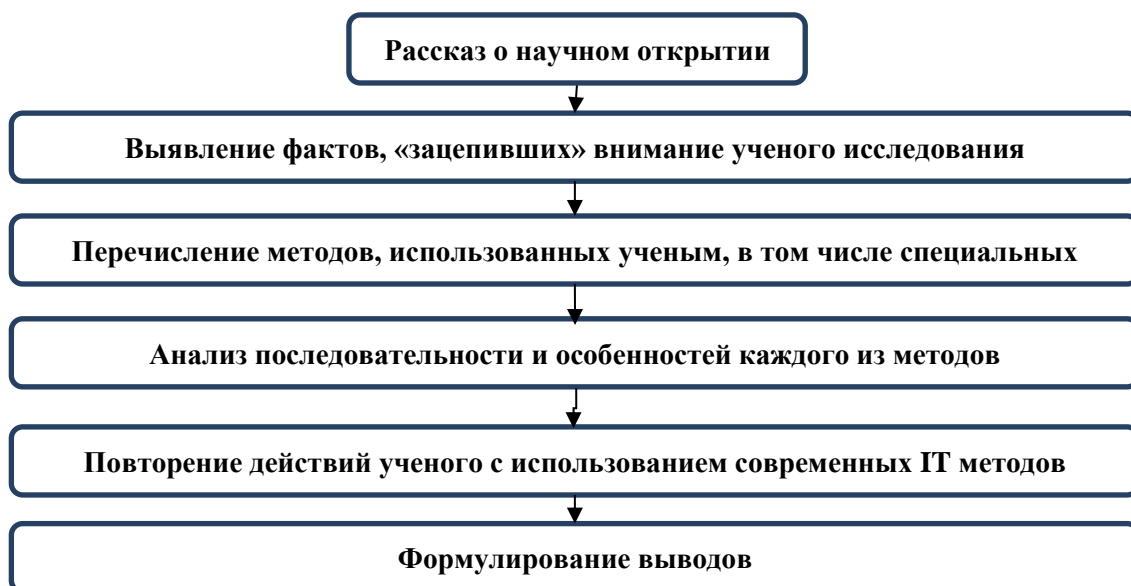 Рассказ о научном открытии
Выявление фактов, «зацепивших» внимание ученого исследования
Перечисление методов, использованных ученым, в том числе специальных
Анализ последовательности и особенностей каждого из методов
Повторение действий ученого с использованием современных IT методов
Формулирование выводов